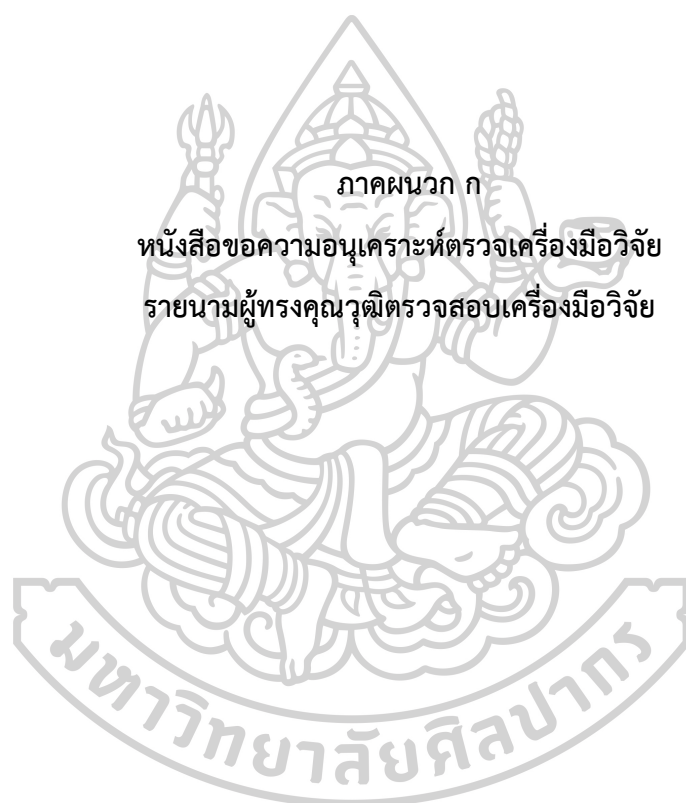 ภาคผนวก ก
หนังสือขอความอนุเคราะห์ตรวจเครื่องมือวิจัย
รายนามผู้ทรงคุณวุฒิตรวจสอบเครื่องมือวิจัย
มหาวิทยาลัยศิลปากร